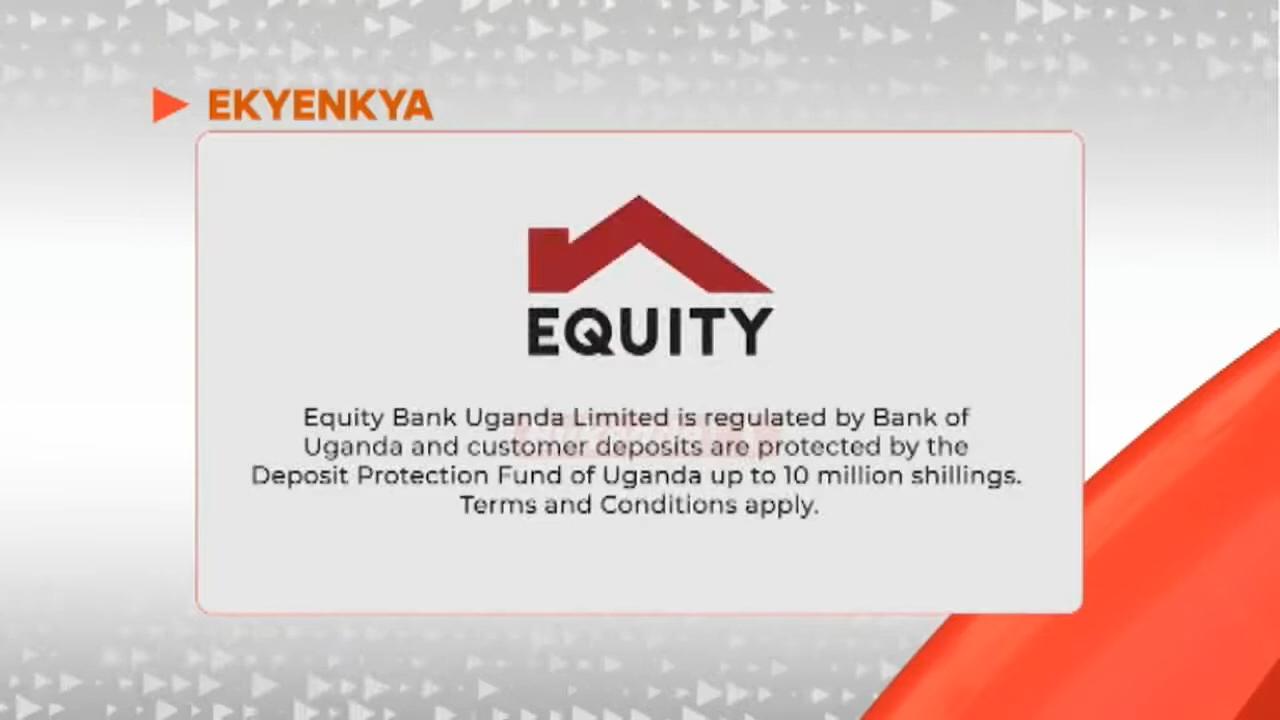 EKYENKYA
EQUITY
Equity Bank Uganda Limited is regulated by Bank of
Uganda and customer deposits are protected by the
Deposit Protection Fund of Uganda up to 10 million shillings.
Terms and Conditions apply.